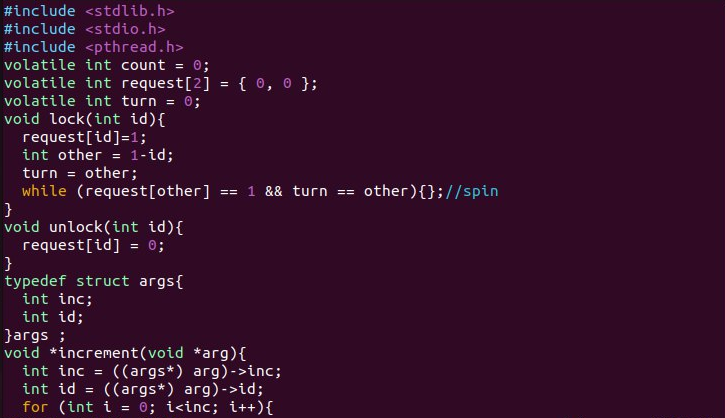 #include <stdlib.h>
#include <stdio.h>
#include <pthread.h>
volatile int count = 0;
volatile int request[2] = { 0, 0 };
volatile int turn = 0;
void lock(int id){
  request[id]=1;
  int other = 1-id;
  turn = other;
  while (request[other] == 1 && turn == other){};//spin
}
void unlock(int id){
  request[id] = 0;
}
typedef struct args{
  int inc;
  int id;
}args ;
void *increment(void *arg){
  int inc = ((args*) arg)->inc;
  int id = ((args*) arg)->id;
  for (int i = 0; i<inc; i++){